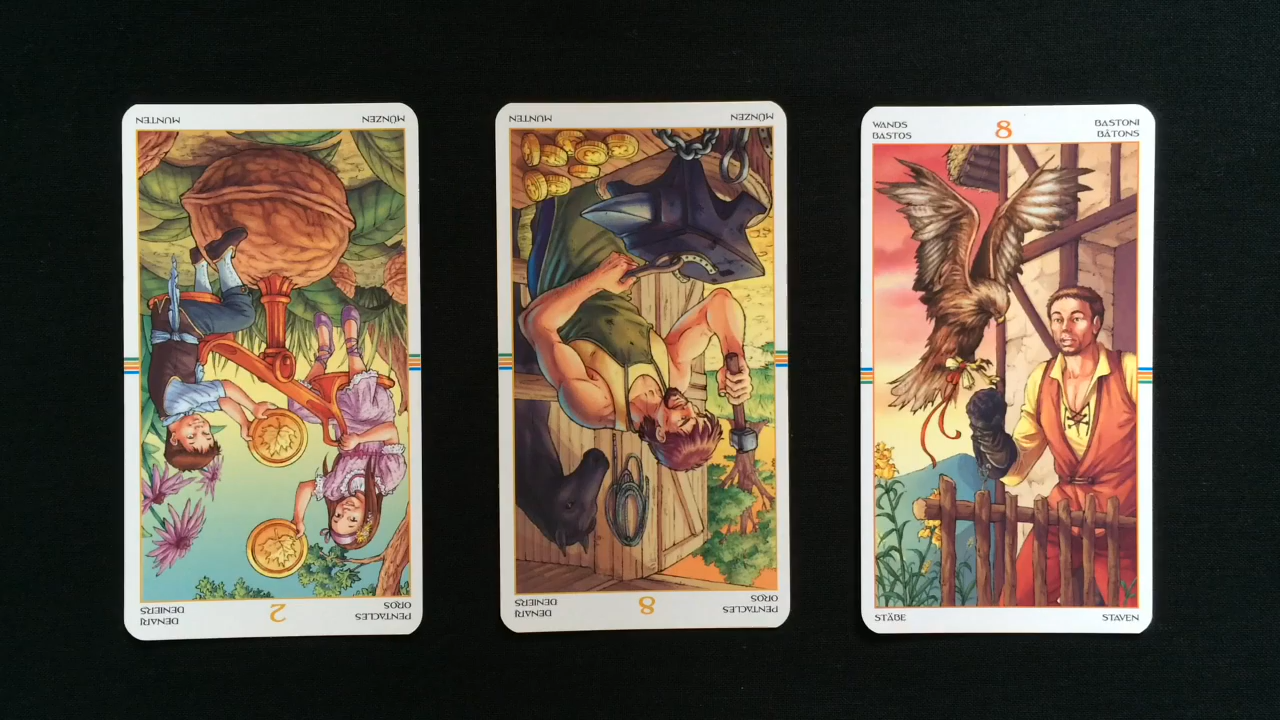 MUNTEN MÜNZEN
2
DENARI PENTACLES
DENIERS OROS
MUNTEN MÜNZEN
8
DENARI PENTACLES
DENIERS OROS
WANDS 8 BASTONI
BASTOS BÂTONS
STÄBE STAVEN